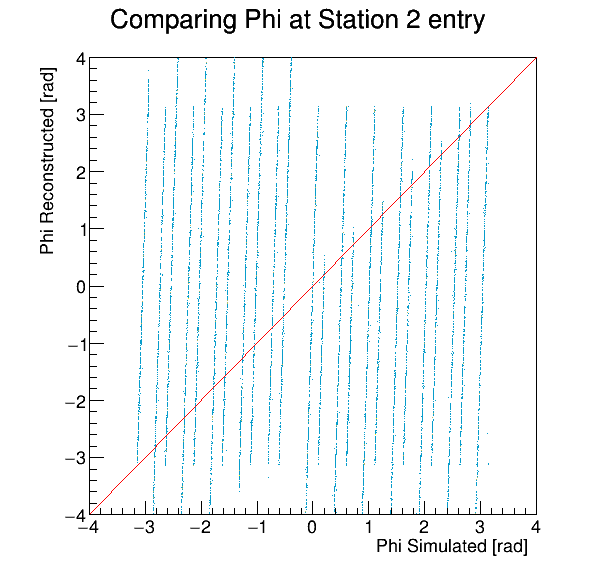 Comparing Phi at Station 2 entry
Phi Reconstructed [rad]
4
3
2
1
0
−1
−2
−3
−4
−4 −3 −2 −1 0 1 2 3 4
Phi Simulated [rad]